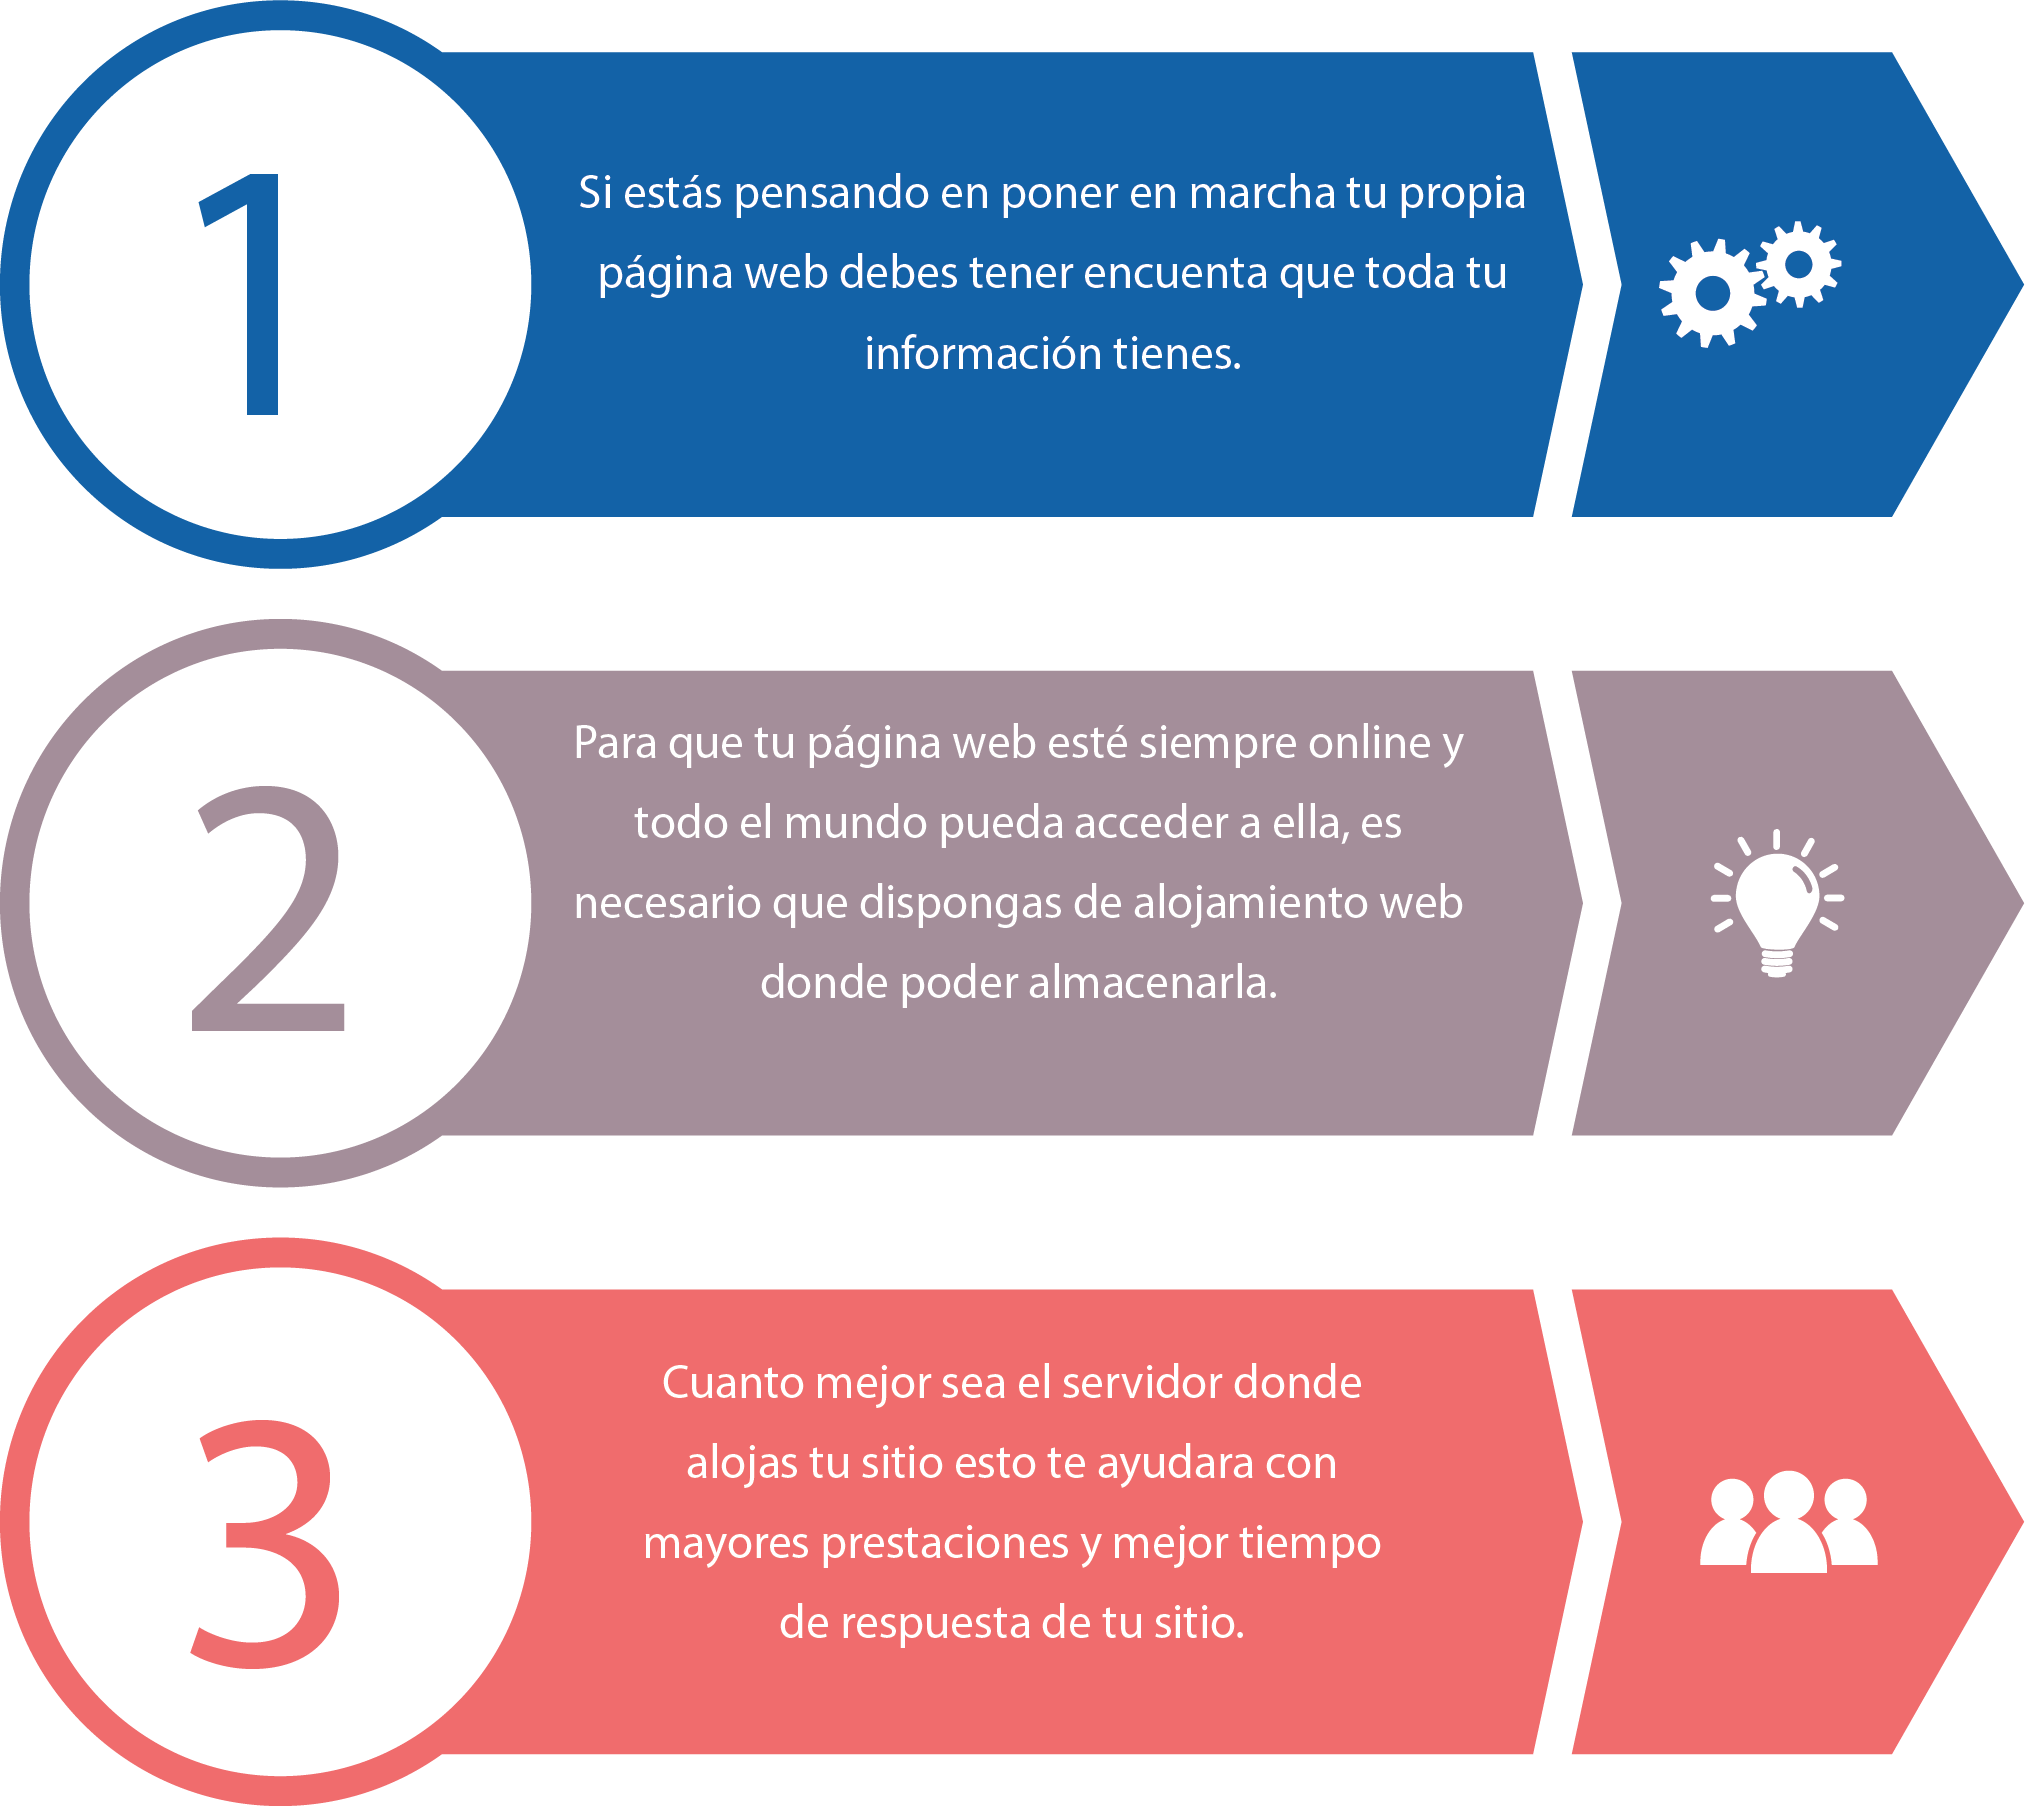 1
Si estás pensando en poner en marcha tu propia
página web debes tener encuenta que toda tu
información tienes.
2
Para que tu página web esté siempre online y
todo el mundo pueda acceder a ella, es
necesario que dispongas de alojamiento web
donde poder almacenarla.
3
Cuanto mejor sea el servidor donde
alojas tu sitio esto te ayudara con
mayores prestaciones y mejor tiempo
de respuesta de tu sitio.